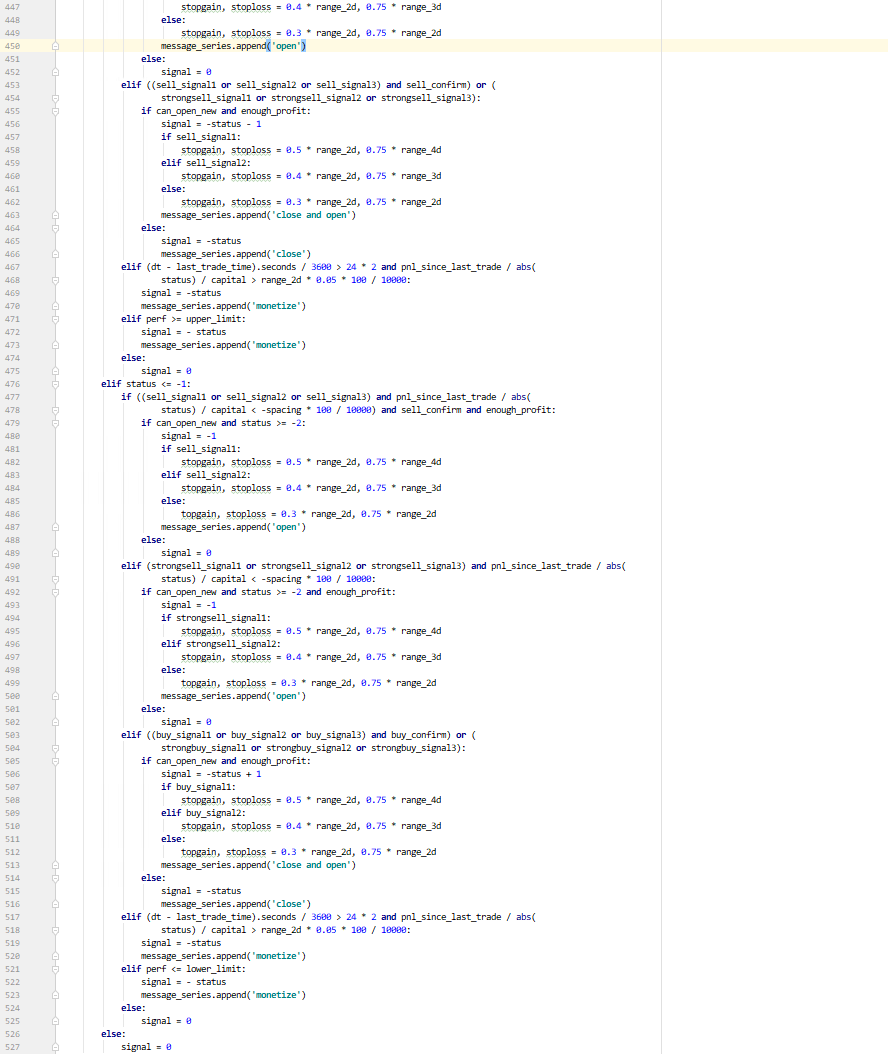 447 stopgain, stoploss = 0.4 * range_2d, 0.75 * range_3d
448 else:
449 stopgain, stoploss = 0.3 * range_2d, 0.75 * range_2d
450 message_series.append('open')
451 else:
452 signal = 0
453 elif ((sell_signal1 or sell_signal2 or sell_signal3) and sell_confirm) or (
454 strongsell_signal1 or strongsell_signal2 or strongsell_signal3):
455 if can_open_new and enough_profit:
456 signal = -status - 1
457 if sell_signal1:
458 stopgain, stoploss = 0.5 * range_2d, 0.75 * range_4d
459 elif sell_signal2:
460 stopgain, stoploss = 0.4 * range_2d, 0.75 * range_3d
461 else:
462 stopgain, stoploss = 0.3 * range_2d, 0.75 * range_2d
463 message_series.append('close and open')
464 else:
465 signal = -status
466 message_series.append('close')
467 elif (dt - last_trade_time).seconds / 3600 > 24 * 2 and pnl_since_last_trade / abs(
468 status) / capital > range_2d * 0.05 * 100 / 10000:
469 signal = -status
470 message_series.append('monetize')
471 elif perf >= upper_limit:
472 signal = - status
473 message_series.append('monetize')
474 else:
475 signal = 0
476 elif status <= -1:
477 if ((sell_signal1 or sell_signal2 or sell_signal3) and pnl_since_last_trade / abs(
478 status) / capital < -spacing * 100 / 10000) and sell_confirm and enough_profit:
479 if can_open_new and status >= -2:
480 signal = -1
481 if sell_signal1:
482 stopgain, stoploss = 0.5 * range_2d, 0.75 * range_4d
483 elif sell_signal2:
484 stopgain, stoploss = 0.4 * range_2d, 0.75 * range_3d
485 else:
486 topgain, stoploss = 0.3 * range_2d, 0.75 * range_2d
487 message_series.append('open')
488 else:
489 signal = 0
490 elif (strongsell_signal1 or strongsell_signal2 or strongsell_signal3) and pnl_since_last_trade / abs(
491 status) / capital < -spacing * 100 / 10000:
492 if can_open_new and status >= -2 and enough_profit:
493 signal = -1
494 if strongsell_signal1:
495 stopgain, stoploss = 0.5 * range_2d, 0.75 * range_4d
496 elif strongsell_signal2:
497 stopgain, stoploss = 0.4 * range_2d, 0.75 * range_3d
498 else:
499 topgain, stoploss = 0.3 * range_2d, 0.75 * range_2d
500 message_series.append('open')
501 else:
502 signal = 0
503 elif ((buy_signal1 or buy_signal2 or buy_signal3) and buy_confirm) or (
504 strongbuy_signal1 or strongbuy_signal2 or strongbuy_signal3):
505 if can_open_new and enough_profit:
506 signal = -status + 1
507 if buy_signal1:
508 stopgain, stoploss = 0.5 * range_2d, 0.75 * range_4d
509 elif buy_signal2:
510 stopgain, stoploss = 0.4 * range_2d, 0.75 * range_3d
511 else:
512 topgain, stoploss = 0.3 * range_2d, 0.75 * range_2d
513 message_series.append('close and open')
514 else:
515 signal = -status
516 message_series.append('close')
517 elif (dt - last_trade_time).seconds / 3600 > 24 * 2 and pnl_since_last_trade / abs(
518 status) / capital > range_2d * 0.05 * 100 / 10000:
519 signal = -status
520 message_series.append('monetize')
521 elif perf <= lower_limit:
522 signal = - status
523 message_series.append('monetize')
524 else:
525 signal = 0
526 else:
527 signal = 0